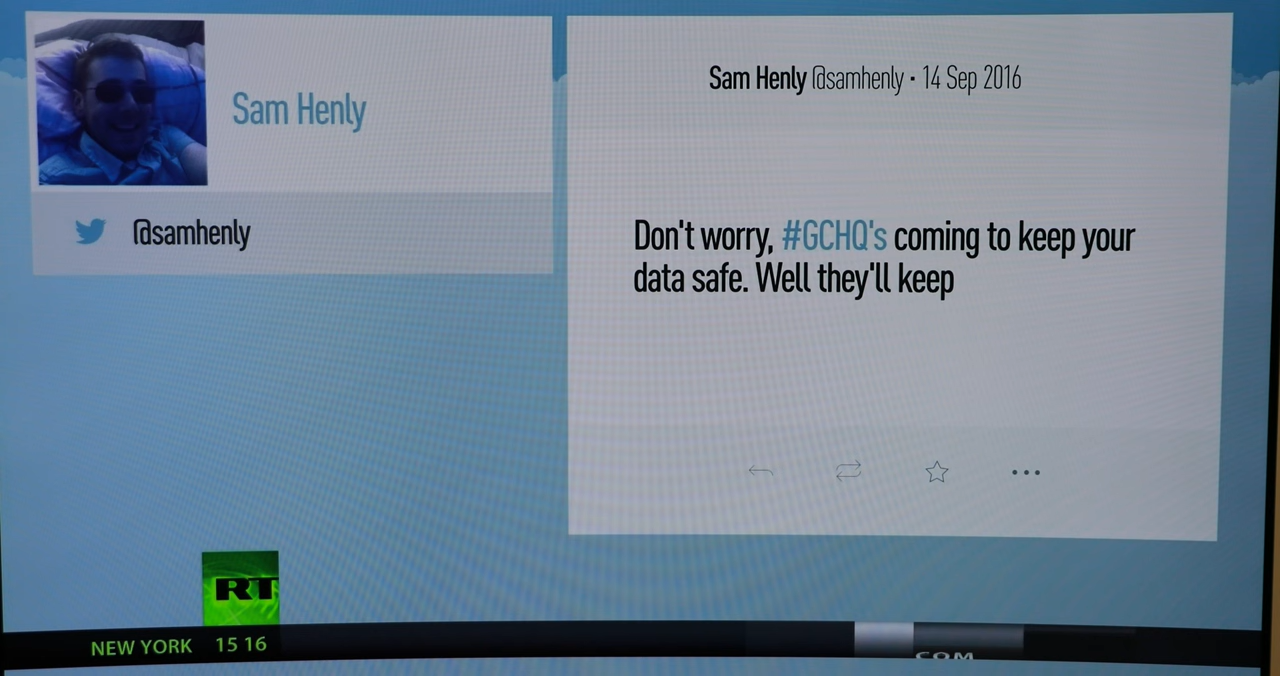 Sam Henly
@samhenly
Sam Henly @samhenly · 14 Sep 2016
Don't worry, #GCHQ's coming to keep your
data safe. Well they'll keep
RT
NEW YORK 15 16
COM